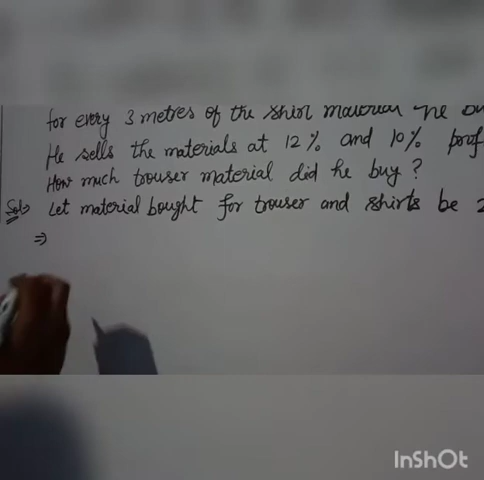 for every 3 metres of the shirt material he
He sells the materials at 12% and 10%
How much trouser material did he buy?
Sol> Let material bought for trouser and shirts be
⇒
InShOt